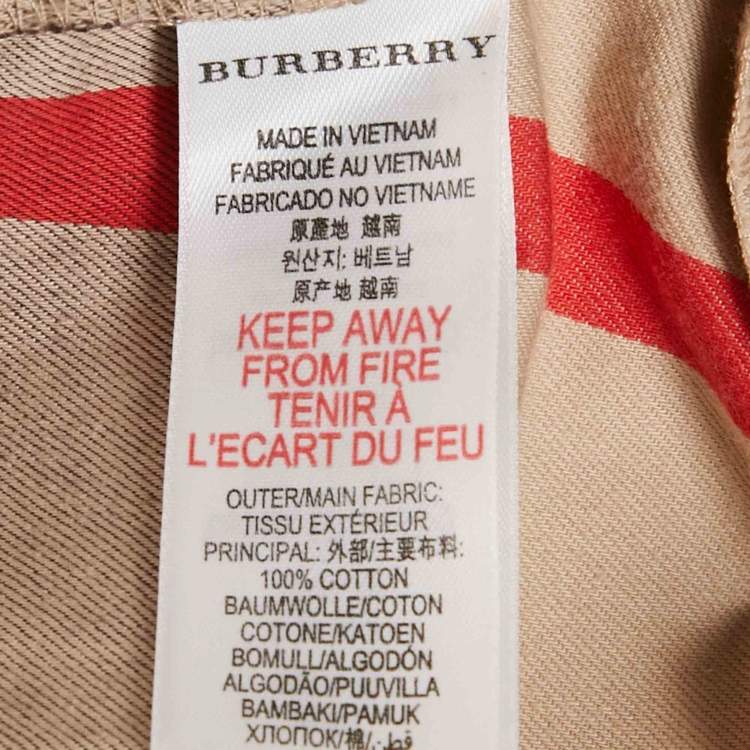 BURBERRY
MADE IN VIETNAM
FABRIQUÉ AU VIETNAM
FABRICADO NO VIETNAME
原產地 越南
원산지: 베트남
原产地 越南
KEEP AWAY
FROM FIRE
TENIR À
L'ECART DU FEU
OUTER/MAIN FABRIC:
TISSU EXTÉRIEUR
PRINCIPAL: 外部/主要布料:
100% COTTON
BAUMWOLLE/COTON
COTONE/KATOEN
BOMULL/ALGODÓN
ALGODÃO/PUUVILLA
BAMBAKI/PAMUK
ХЛОПОК/棉/قطن